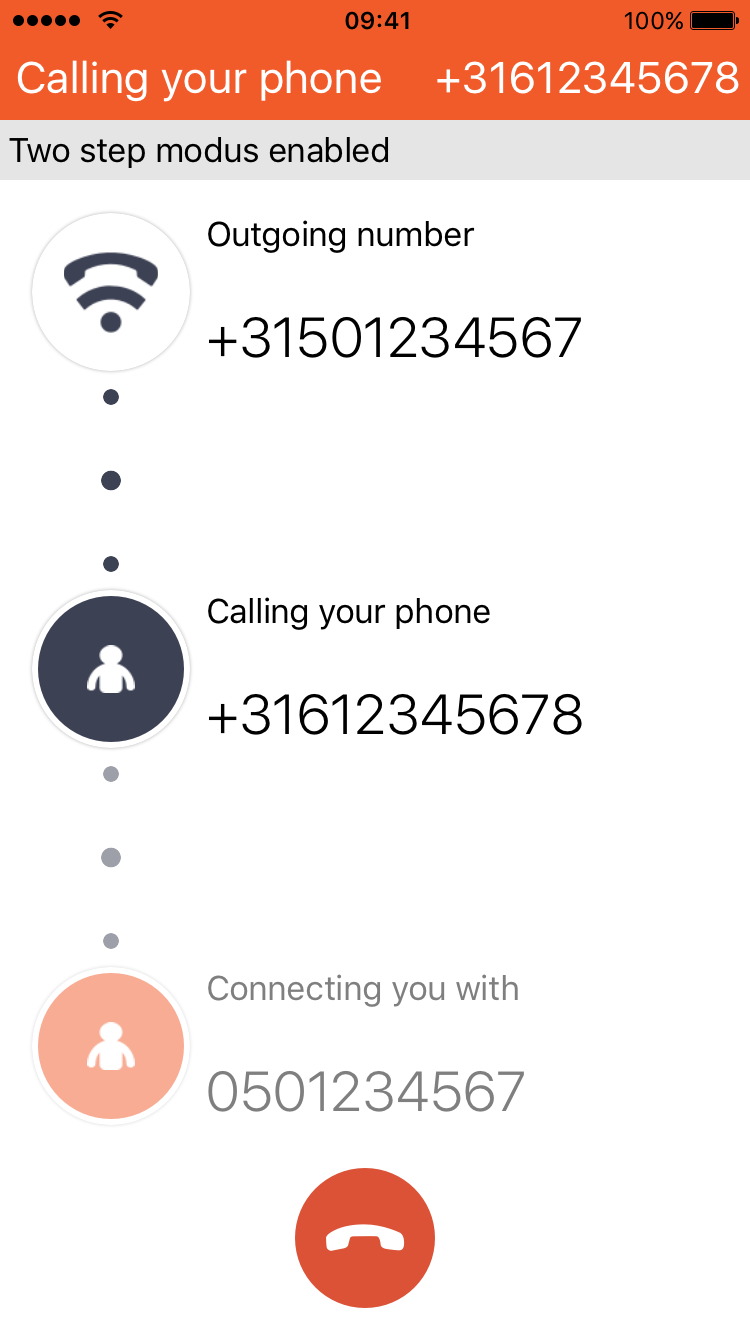 09:41 100%
Calling your phone +31612345678
Two step modus enabled
Outgoing number
+31501234567
Calling your phone
+31612345678
Connecting you with
0501234567